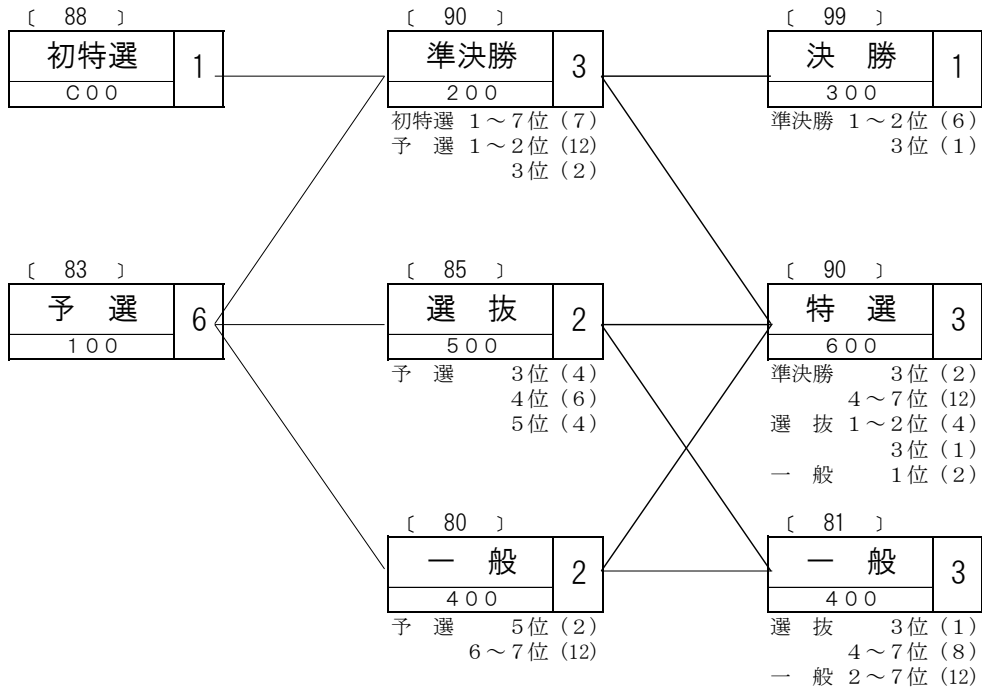 〔 88 〕
初特選 1
C00
〔 90 〕
準決勝 3
200
初特選 1～7位（7）
予 選 1～2位（12）
3位（2）
〔 99 〕
決 勝 1
300
準決勝 1～2位（6）
3位（1）
〔 83 〕
予 選 6
100
〔 85 〕
選 抜 2
500
予 選 3位（4）
4位（6）
5位（4）
〔 90 〕
特 選 3
600
準決勝 3位（2）
4～7位（12）
選 抜 1～2位（4）
3位（1）
一 般 1位（2）
〔 80 〕
一 般 2
400
予 選 5位（2）
6～7位（12）
〔 81 〕
一 般 3
400
選 抜 3位（1）
4～7位（8）
一 般 2～7位（12）